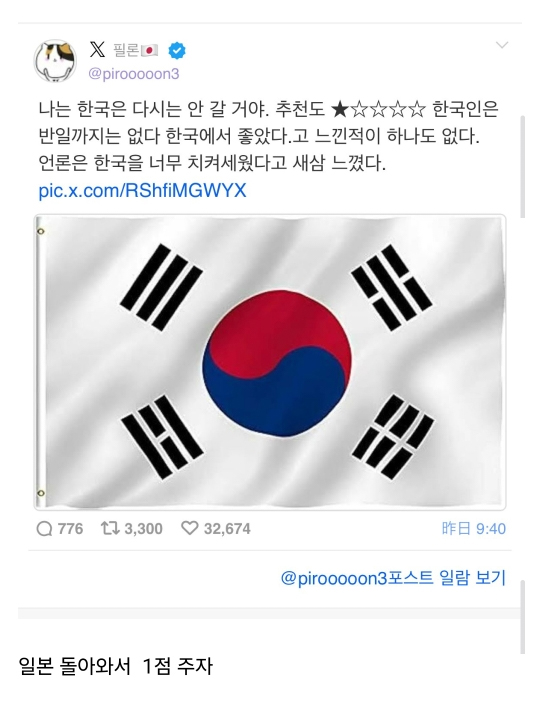 필론🇯🇵
@pirooooon3
나는 한국은 다시는 안 갈 거야. 추천도 ★☆☆☆☆ 한국인은
반일까지는 없다 한국에서 좋았다.고 느낀적이 하나도 없다.
언론은 한국을 너무 치켜세웠다고 새삼 느꼈다.
pic.x.com/RShfiMGWYX
776 3,300 32,674 昨日 9:40
@pirooooon3포스트 일람 보기
일본 돌아와서 1점 주자